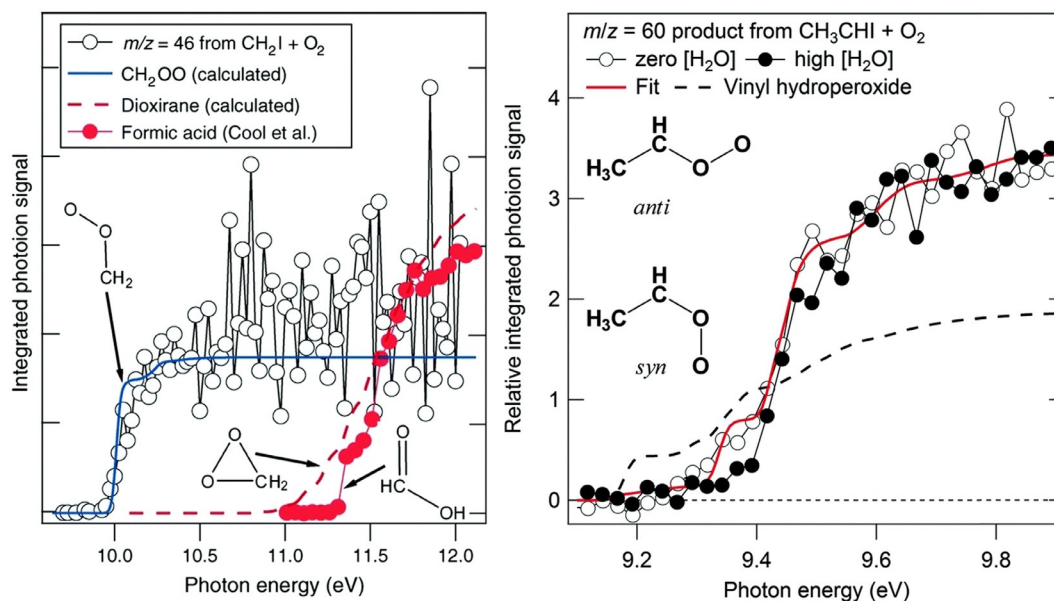 m/z = 46 from CH₂I + O₂
CH₂OO (calculated)
Dioxirane (calculated)
Formic acid (Cool et al.)
Integrated photoion signal
O
O
CH₂
O
O
CH₂
O
HC
OH
10.0 10.5 11.0 11.5 12.0
Photon energy (eV)
m/z = 60 product from CH₃CHI + O₂
zero [H₂O] high [H₂O]
Fit Vinyl hydroperoxide
Relative integrated photoion signal
4
3
2
1
0
H
C O
H₃C O
anti
H
C
H₃C O
O
syn
9.2 9.4 9.6 9.8
Photon energy (eV)